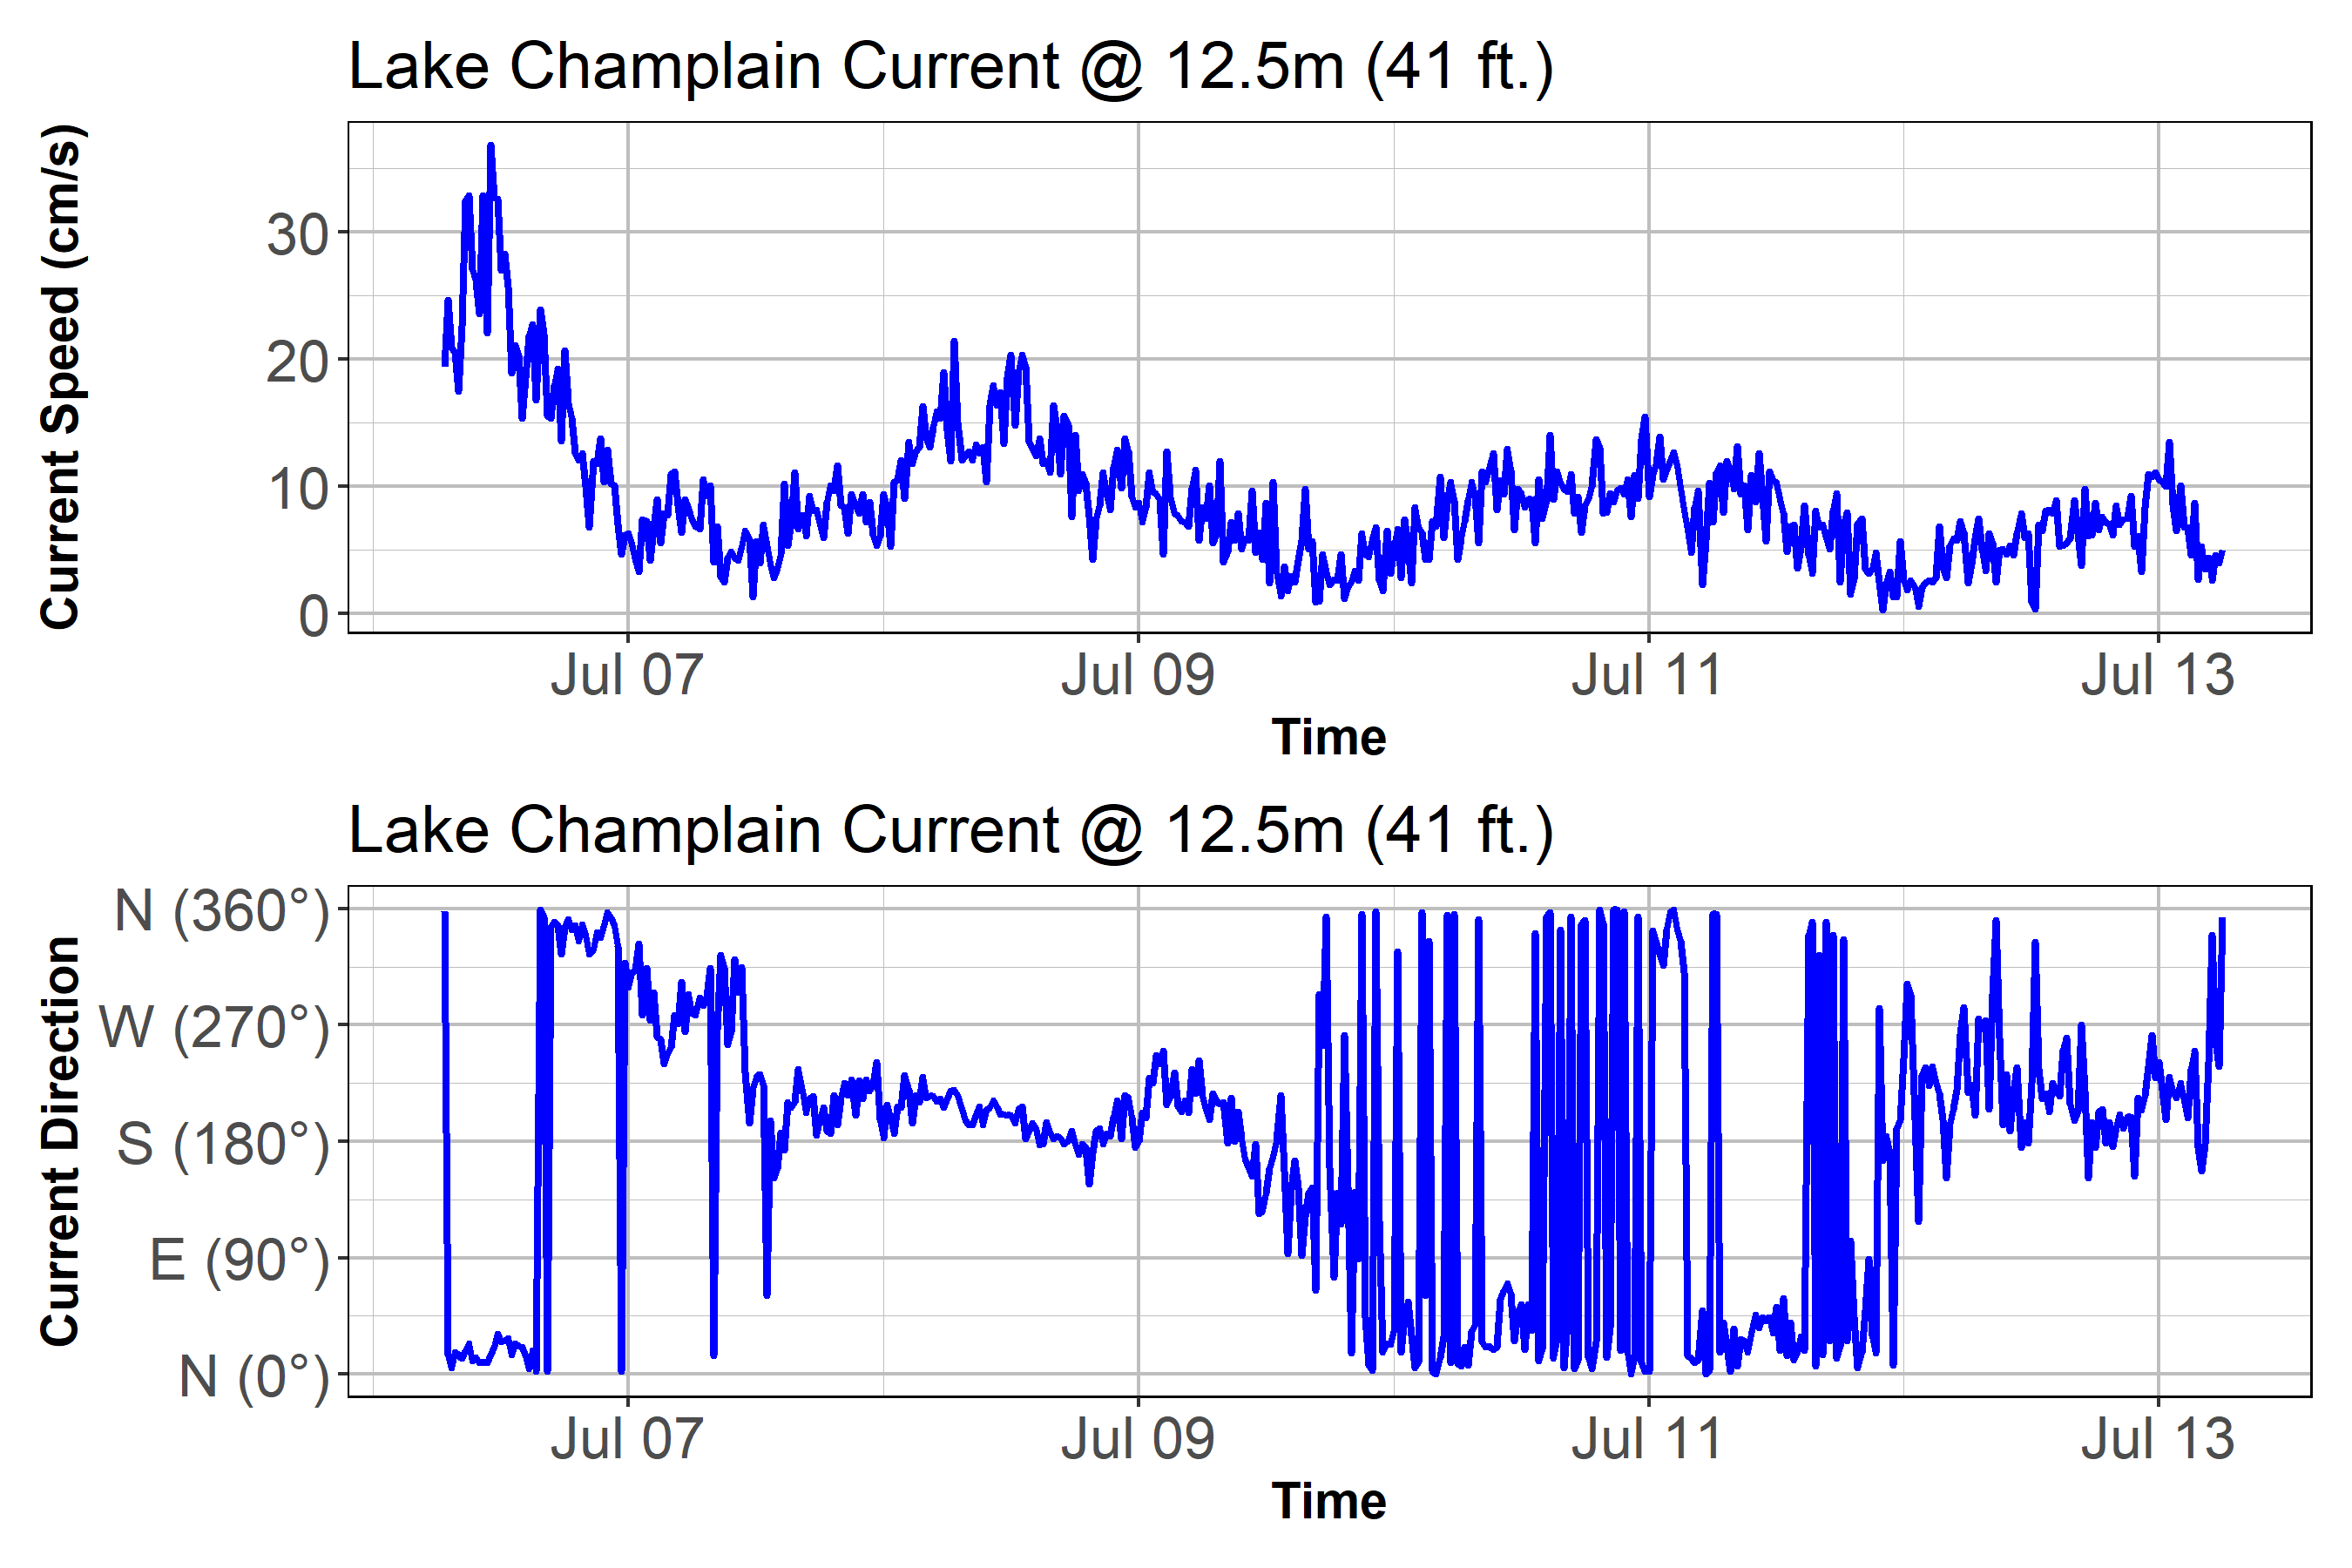 Lake Champlain Current @ 12.5m (41 ft.)
Current Speed (cm/s)
30
20
10
0
Jul 07 Jul 09 Jul 11 Jul 13
Time
Lake Champlain Current @ 12.5m (41 ft.)
Current Direction
N (360°)
W (270°)
S (180°)
E (90°)
N (0°)
Jul 07 Jul 09 Jul 11 Jul 13
Time